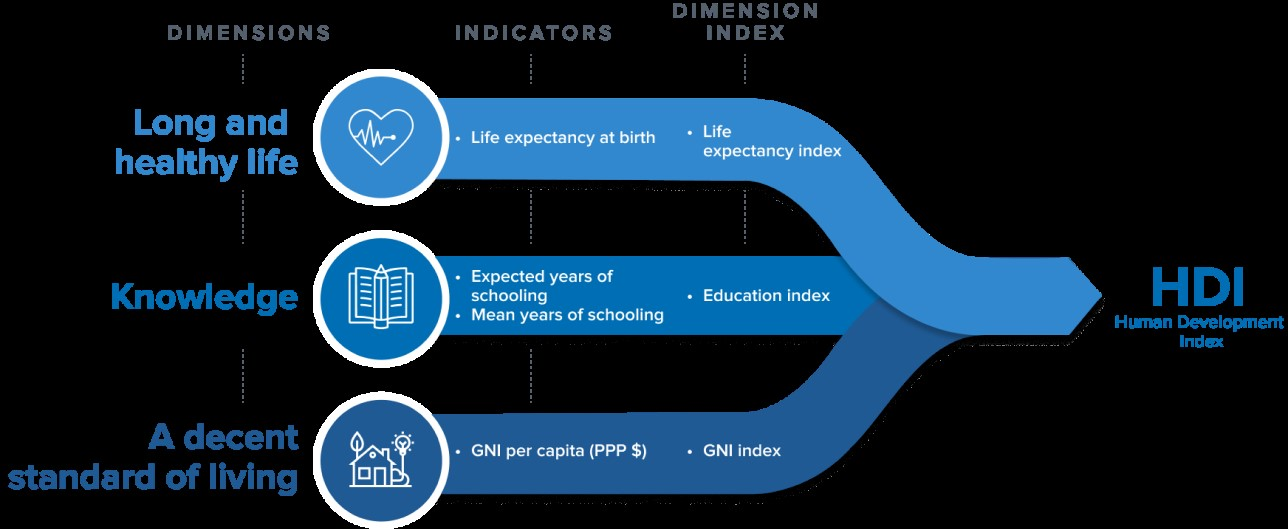 DIMENSIONS
INDICATORS
DIMENSION
INDEX
Long and
healthy life
• Life expectancy at birth
• Life
expectancy index
Knowledge
• Expected years of
schooling
• Mean years of schooling
• Education index
A decent
standard of living
• GNI per capita (PPP $)
• GNI index
HDI
Human Development
Index